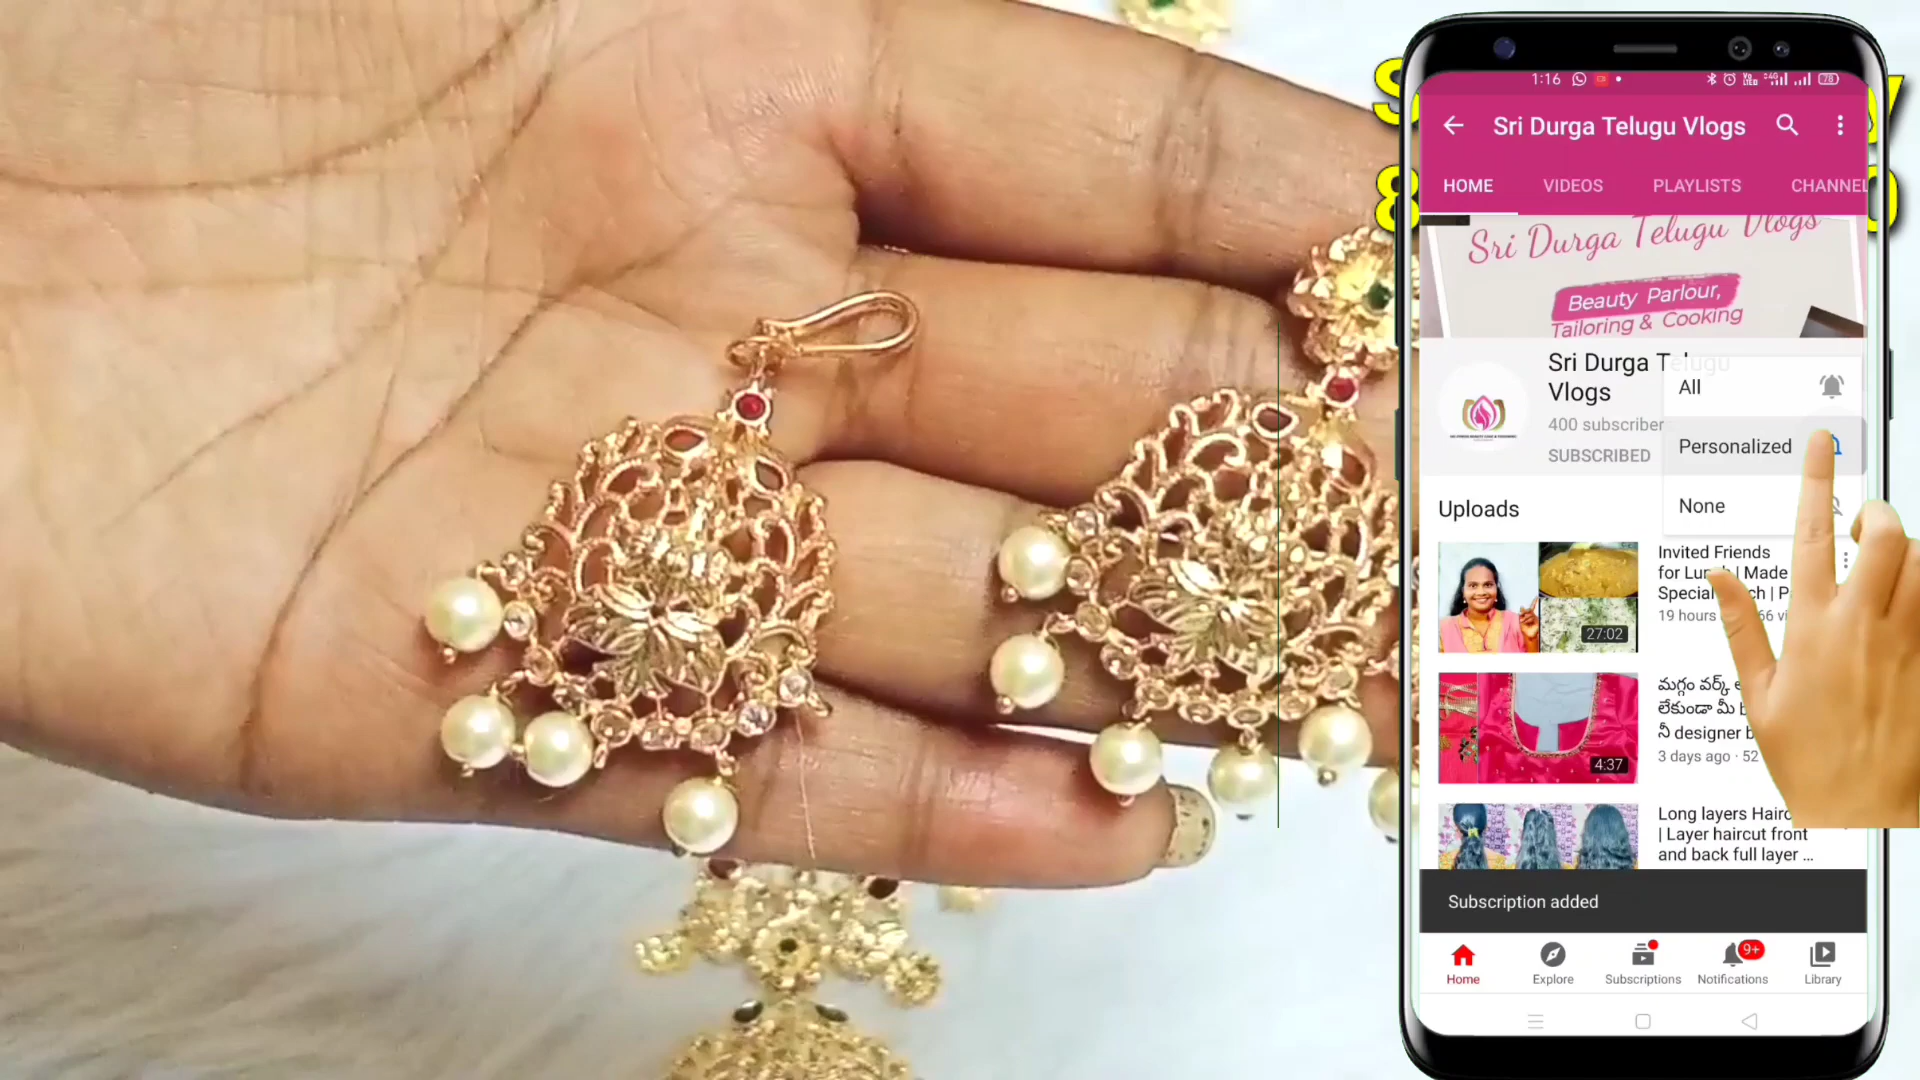 1:16
78
Sri Durga Telugu Vlogs
HOME VIDEOS PLAYLISTS CHANNEL
Sri Durga Telugu Vlogs
Beauty Parlour,
Tailoring & Cooking
Sri Durga Telugu
Vlogs
400 subscriber
SUBSCRIBED
All
Personalized
None
Uploads
Invited Friends
for Lunch | Made
Special
19 hours
27:02
మగ్గం వర్క్
లేకుండా మీ
నీ designer
3 days ago · 52
4:37
Long layers
| Layer haircut front
and back full layer ...
Subscription added
9+
Home Explore Subscriptions Notifications Library